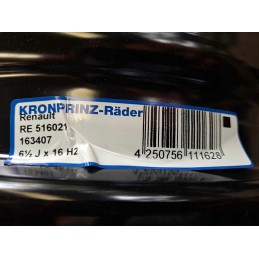 KRONPRINZ-Räder
Renault
RE 516021
163407
6½ J x 16 H2
4 250756 111628